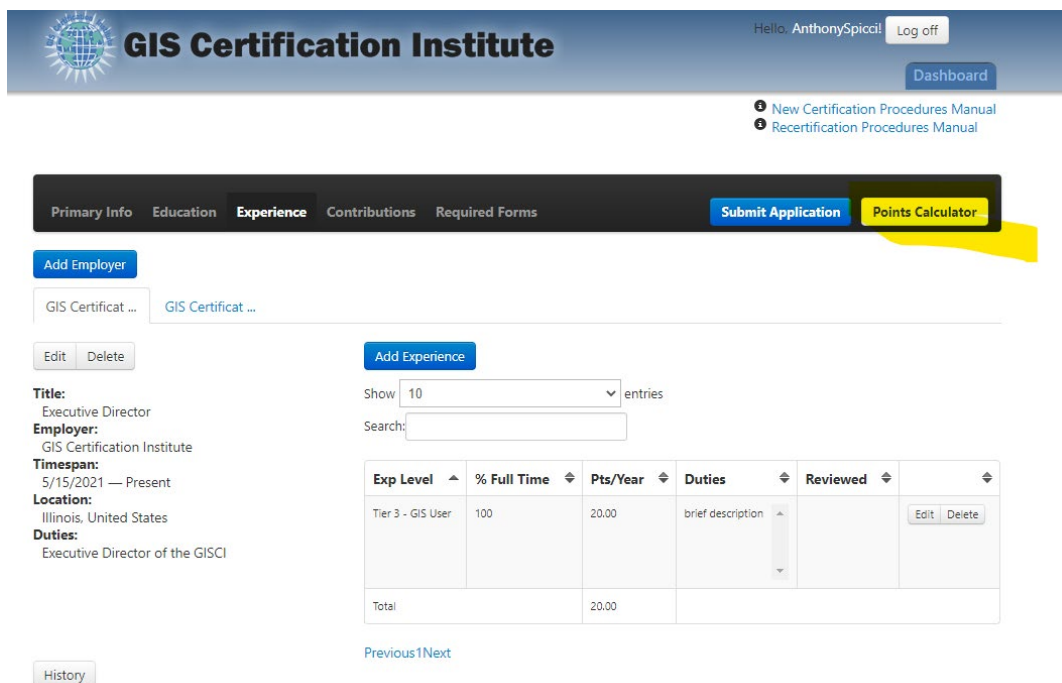 GIS Certification Institute
Hello, AnthonySpicci! Log off
Dashboard
New Certification Procedures Manual
Recertification Procedures Manual
Primary Info Education Experience Contributions Required Forms Submit Application Points Calculator
Add Employer
GIS Certificat ... GIS Certificat ...
Edit Delete
Title:
Executive Director
Employer:
GIS Certification Institute
Timespan:
5/15/2021 — Present
Location:
Illinois, United States
Duties:
Executive Director of the GISCI
History
Add Experience
Show 10 entries
Search:
Exp Level % Full Time Pts/Year Duties Reviewed
Tier 3 - GIS User 100 20.00 brief description Edit Delete
Total 20.00
Previous1Next